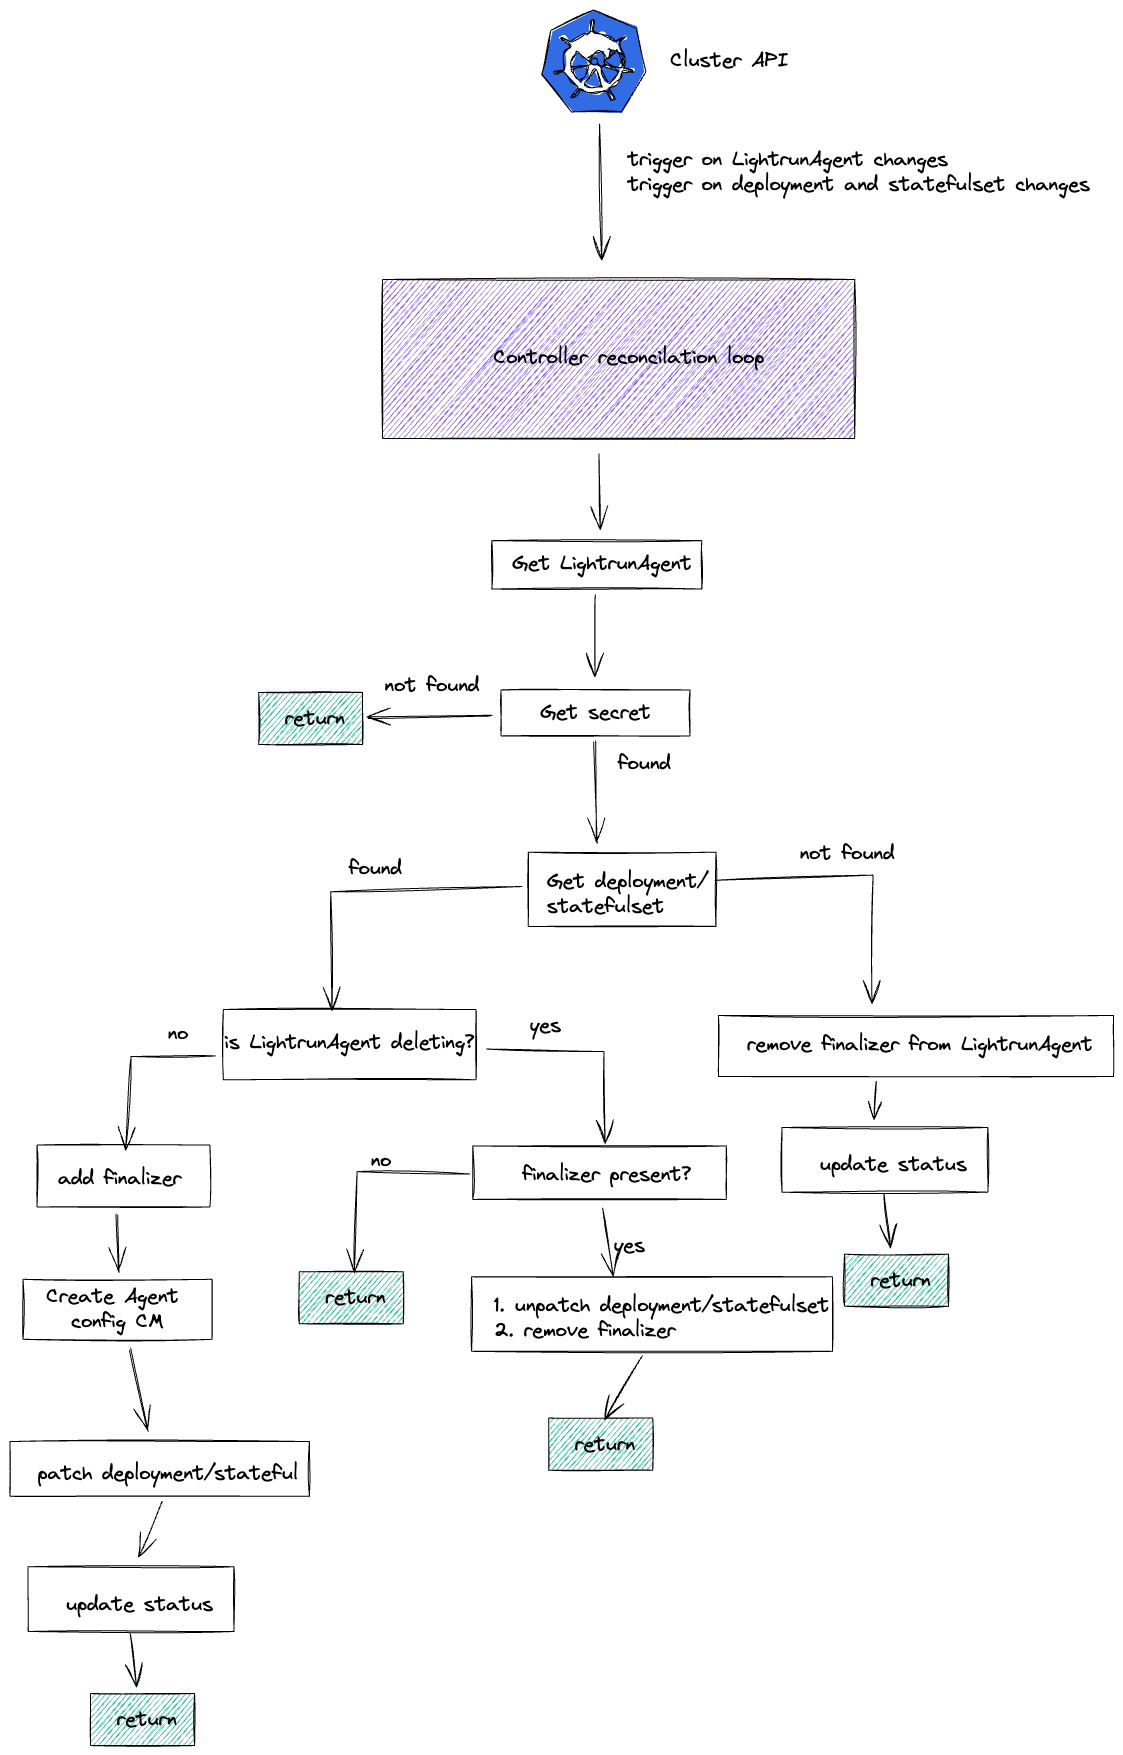 Cluster API
trigger on LightrunAgent changes
trigger on deployment and statefulset changes
Controller reconcilation loop
Get LightrunAgent
not found
return
Get secret
found
found
Get deployment/
statefulset
not found
no
is LightrunAgent deleting?
yes
remove finalizer from LightrunAgent
add finalizer
no
finalizer present?
update status
yes
return
Create Agent
config CM
return
1. unpatch deployment/statefulset
2. remove finalizer
return
patch deployment/stateful
update status
return